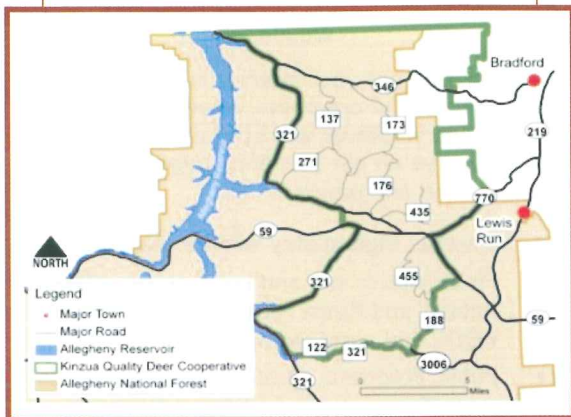 Bradford
346
137
173
321
219
271
176
770
435
Lewis
Run
59
NORTH
321
455
Legend
Major Town
Major Road
Allegheny Reservoir
Kinzua Quality Deer Cooperative
Allegheny National Forest
188
59
122
321
3006
321
0
5
Miles